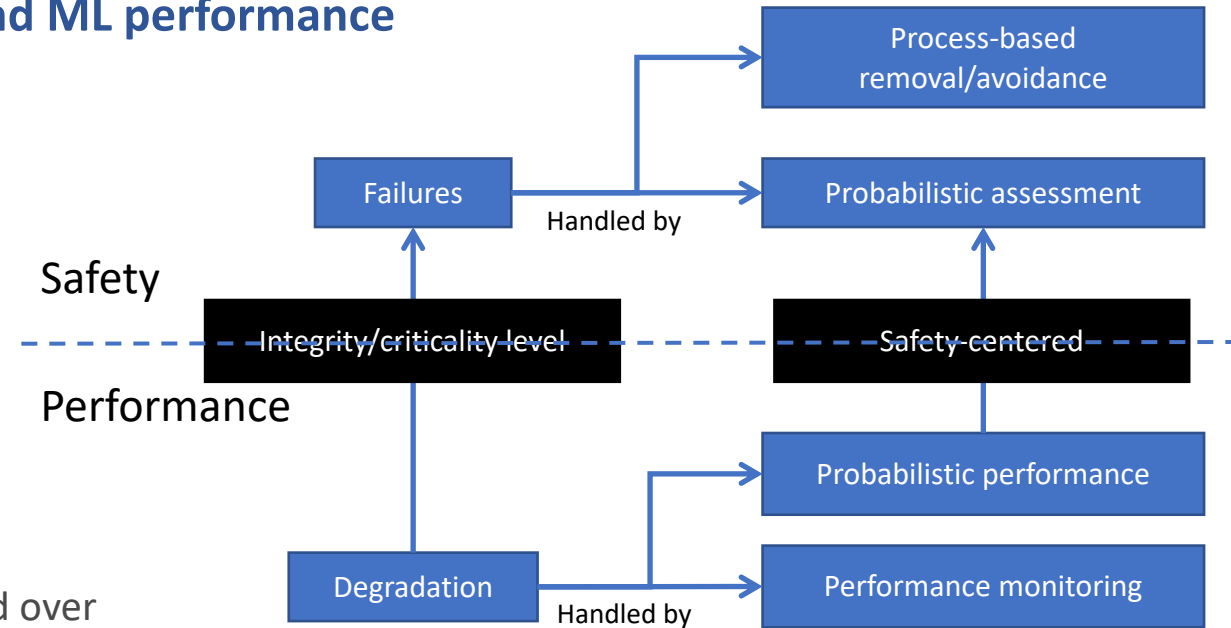 nd ML performance
Process-based
removal/avoidance
Failures
Probabilistic assessment
Handled by
Safety
Integrity/criticality level
Safety-centered
Performance
Probabilistic performance
Degradation
Performance monitoring
Handled by
d over